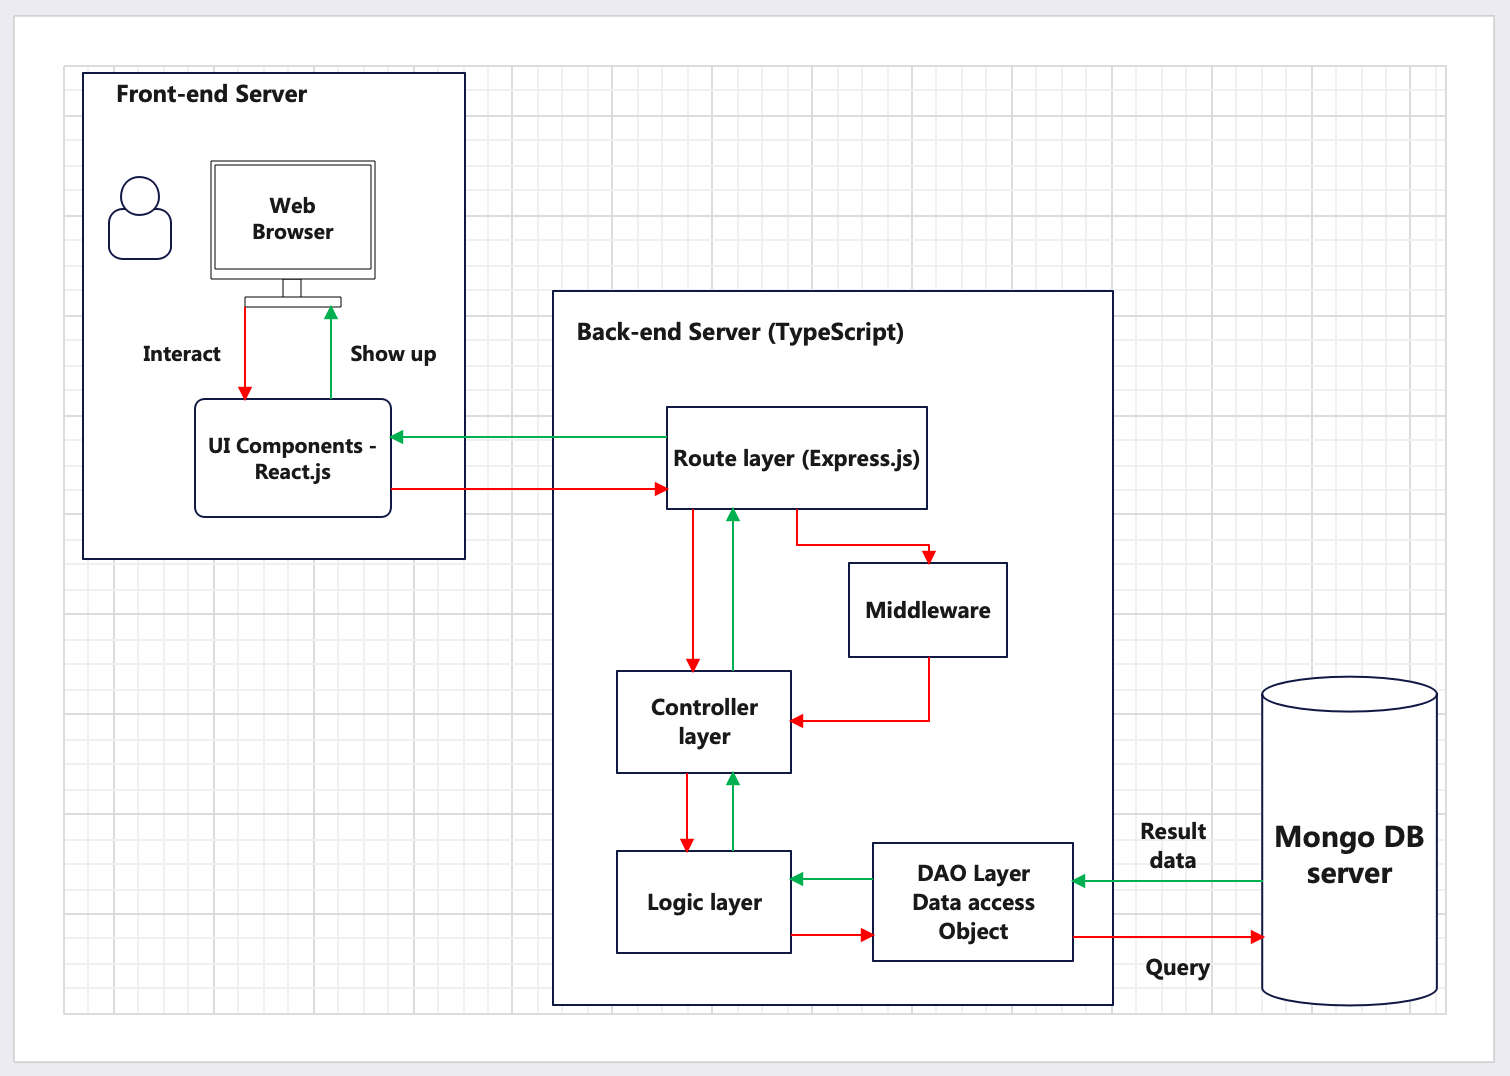 Front-end Server
Web
Browser
Interact
Show up
UI Components -
React.js
Back-end Server (TypeScript)
Route layer (Express.js)
Middleware
Controller
layer
Logic layer
DAO Layer
Data access
Object
Result
data
Query
Mongo DB
server